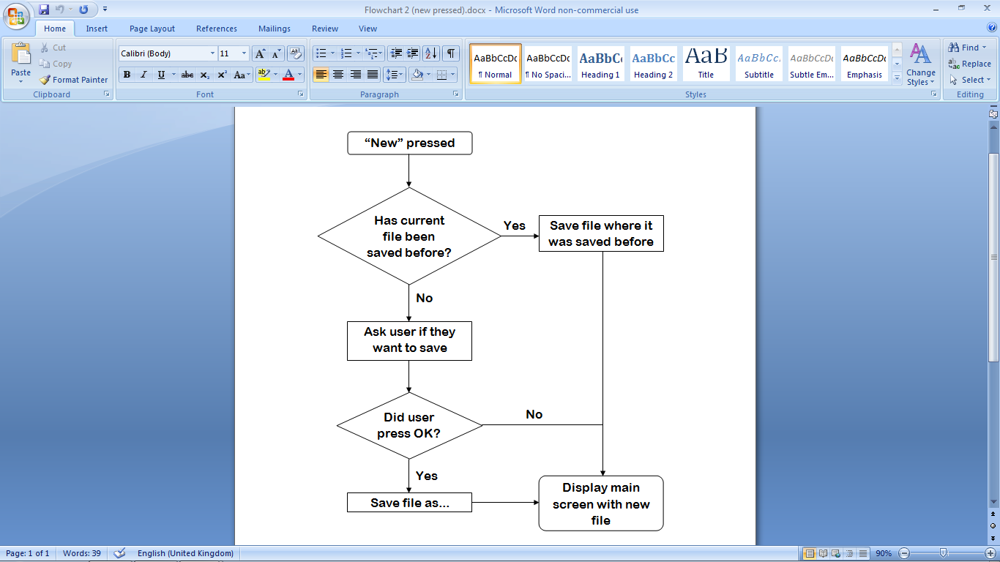 Flowchart 2 (new pressed).docx - Microsoft Word non-commercial use
Home Insert Page Layout References Mailings Review View
Paste
Cut
Copy
Format Painter
Clipboard
Calibri (Body) 11
B I U abc x₂ x² Aa
ab A
Font
Paragraph
AaBbCcDc AaBbCcDc AaBbC AaBbCc AaB AaBbCc. AaBbCcDc AaBbCcDc
¶ Normal ¶ No Spaci... Heading 1 Heading 2 Title Subtitle Subtle Em... Emphasis
Change
Styles
Styles
Find
Replace
Select
Editing
“New” pressed
Has current
file been
saved before?
Yes
Save file where it
was saved before
No
Ask user if they
want to save
Did user
press OK?
No
Yes
Save file as...
Display main
screen with new
file
Page: 1 of 1 Words: 39 English (United Kingdom) 90%